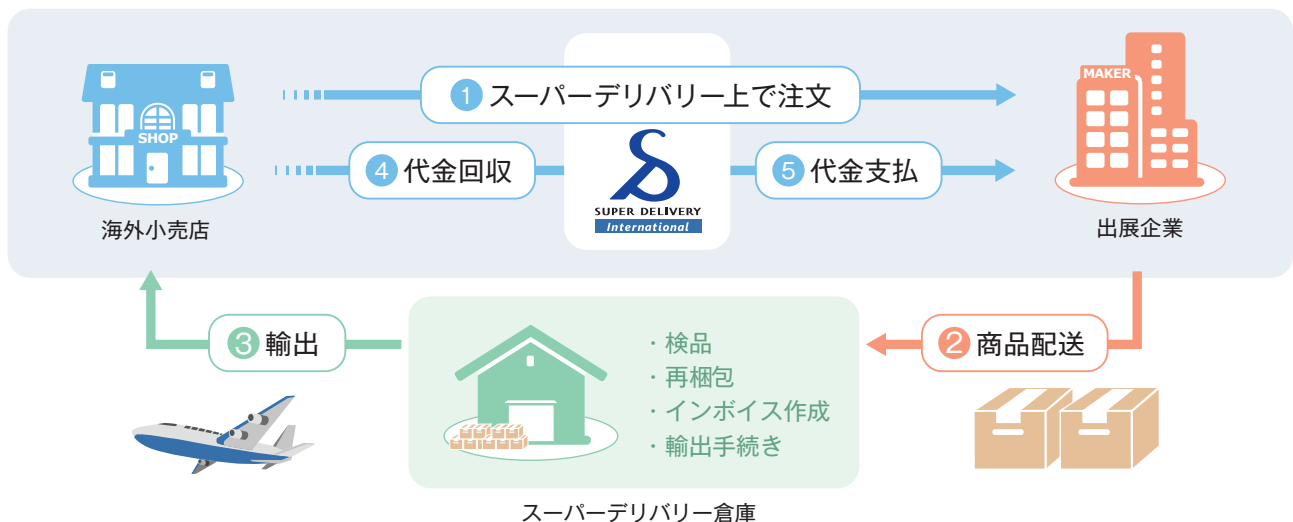 ① スーパーデリバリー上で注文
MAKER
SHOP
④ 代金回収
⑤ 代金支払
SUPER DELIVERY
International
海外小売店
出展企業
③ 輸出
② 商品配送
・検品
・再梱包
・インボイス作成
・輸出手続き
スーパーデリバリー倉庫